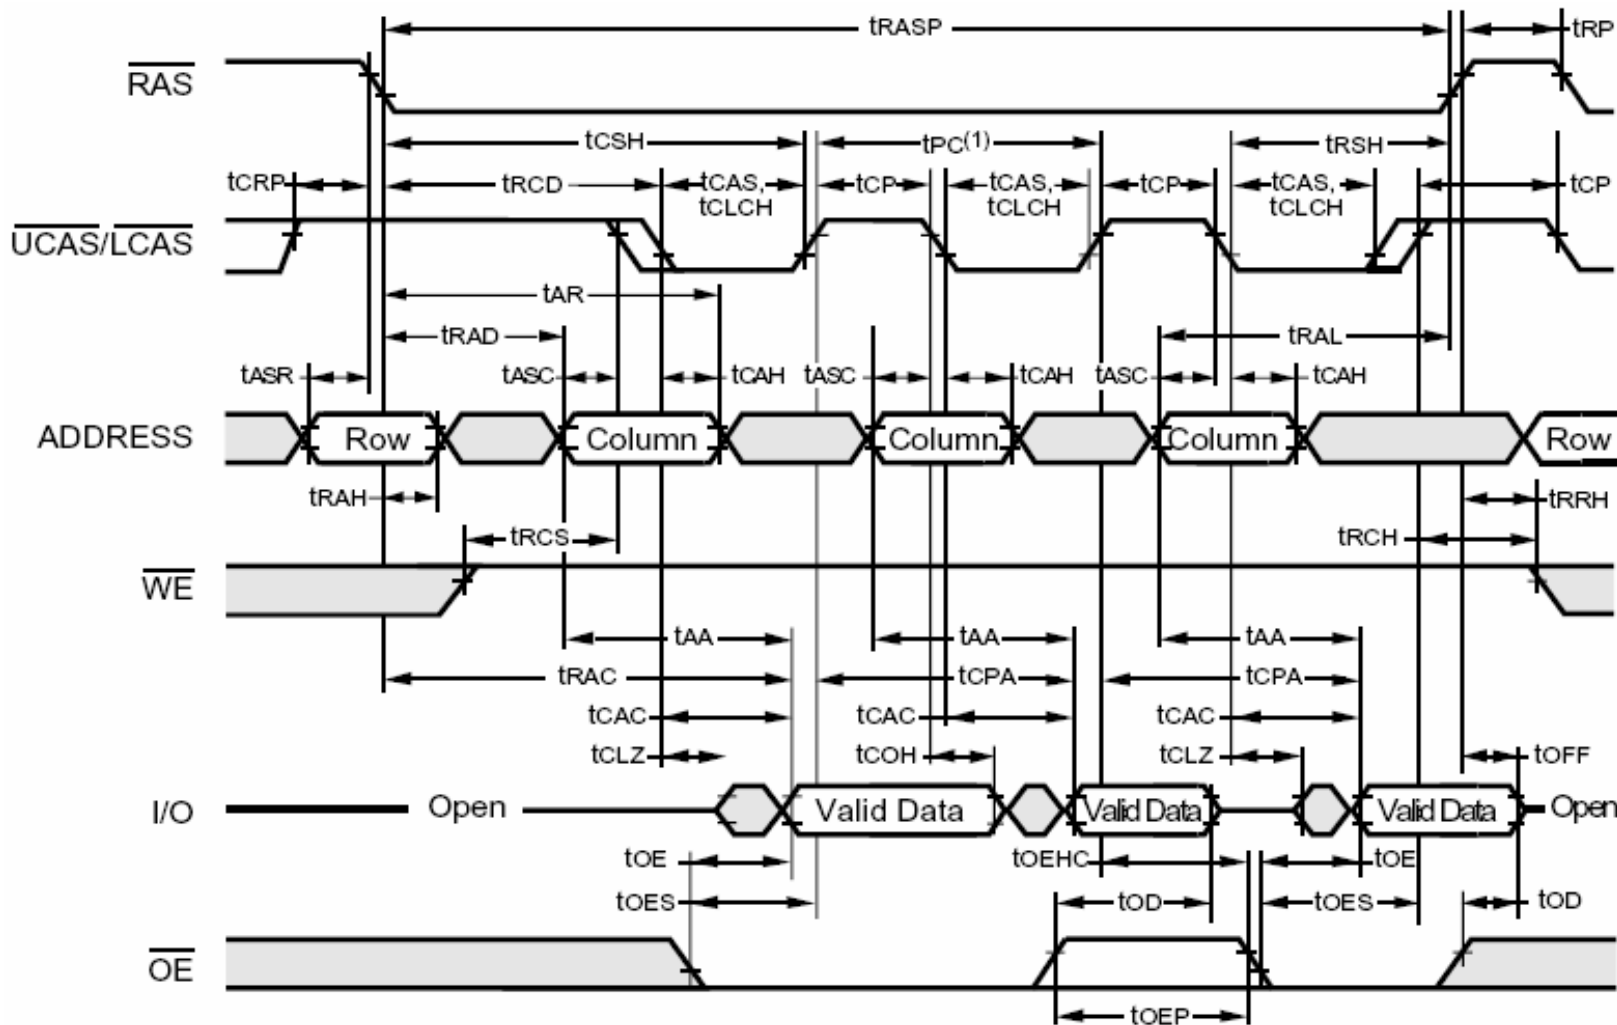 tRASP tRP
RAS
tCSH tPC(1) tRSH
tCRP tRCD tCAS, tCP tCAS, tCP tCAS, tCP
tCLCH tCLCH tCLCH
UCAS/LCAS
tAR
tRAD tRAL
tASR tASC tCAH tASC tCAH tASC tCAH
ADDRESS Row Column Column Column Row
tRAH tRRH
tRCS tRCH
WE
tAA tAA tAA
tRAC tCPA tCPA
tCAC tCAC tCAC
tCLZ tCOH tCLZ tOFF
I/O Open Valid Data Valid Data Valid Data Open
tOE tOEHC tOE
tOES tOD tOES tOD
OE
tOEP